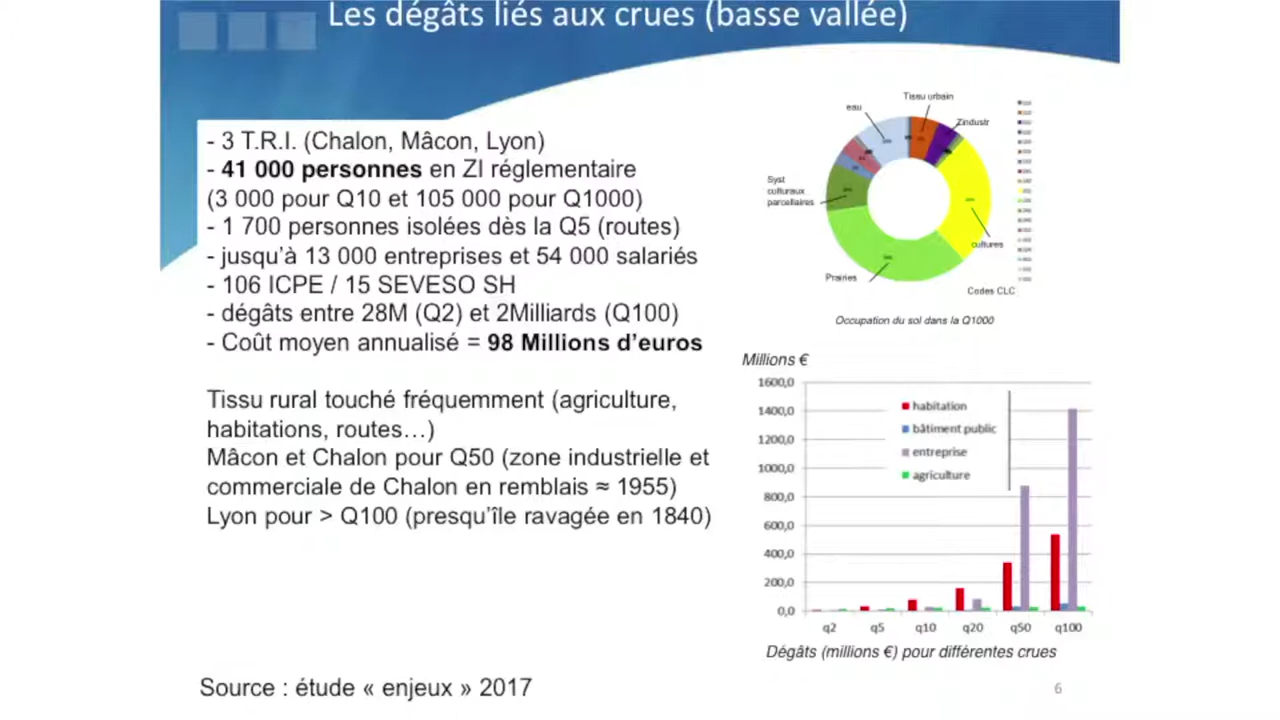 Les dégâts liés aux crues (basse vallée)
- 3 T.R.I. (Chalon, Mâcon, Lyon)
- 41 000 personnes en ZI réglementaire
(3 000 pour Q10 et 105 000 pour Q1000)
- 1 700 personnes isolées dès la Q5 (routes)
- jusqu'à 13 000 entreprises et 54 000 salariés
- 106 ICPE / 15 SEVESO SH
- dégâts entre 28M (Q2) et 2Milliards (Q100)
- Coût moyen annualisé = 98 Millions d'euros
Tissu rural touché fréquemment (agriculture,
habitations, routes…)
Mâcon et Chalon pour Q50 (zone industrielle et
commerciale de Chalon en remblais ≈ 1955)
Lyon pour > Q100 (presqu'île ravagée en 1840)
Source : étude « enjeux » 2017
Tissu urbain
eau
Zindustr
Syst
culturaux
parcellaires
cultures
Prairies
Codes CLC
Occupation du sol dans la Q1000
Millions €
1600,0
1400,0
1200,0
1000,0
800,0
600,0
400,0
200,0
0,0
habitation
bâtiment public
entreprise
agriculture
q2 q5 q10 q20 q50 q100
Dégâts (millions €) pour différentes crues
6